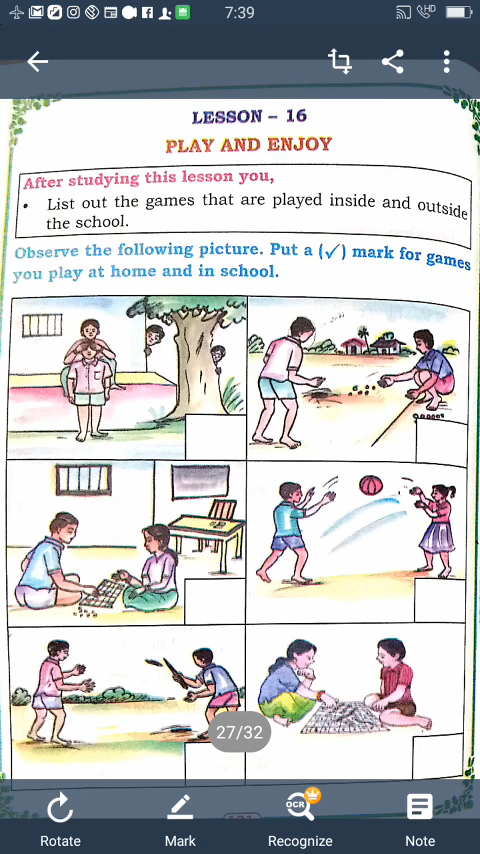 7:39
HD
LESSON – 16
PLAY AND ENJOY
After studying this lesson you,
• List out the games that are played inside and outside
the school.
Observe the following picture. Put a (✓) mark for games
you play at home and in school.
27/32
OCR
Rotate
Mark
Recognize
Note